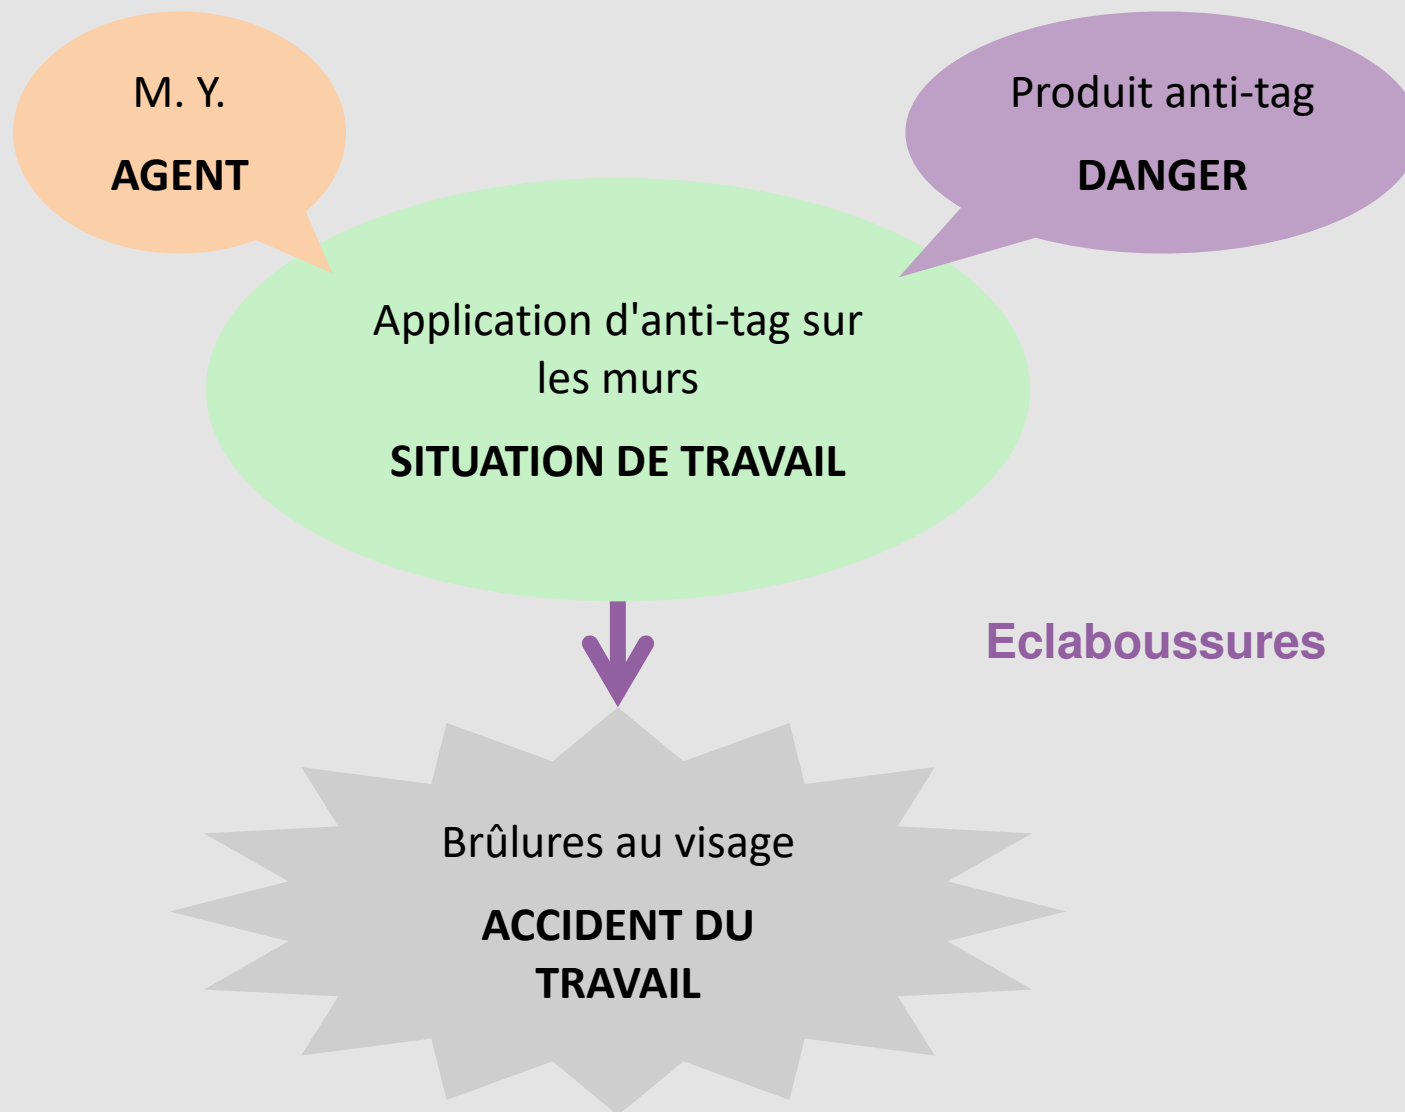 M. Y.
AGENT
Produit anti-tag
DANGER
Application d'anti-tag sur
les murs
SITUATION DE TRAVAIL
Eclaboussures
Brûlures au visage
ACCIDENT DU
TRAVAIL